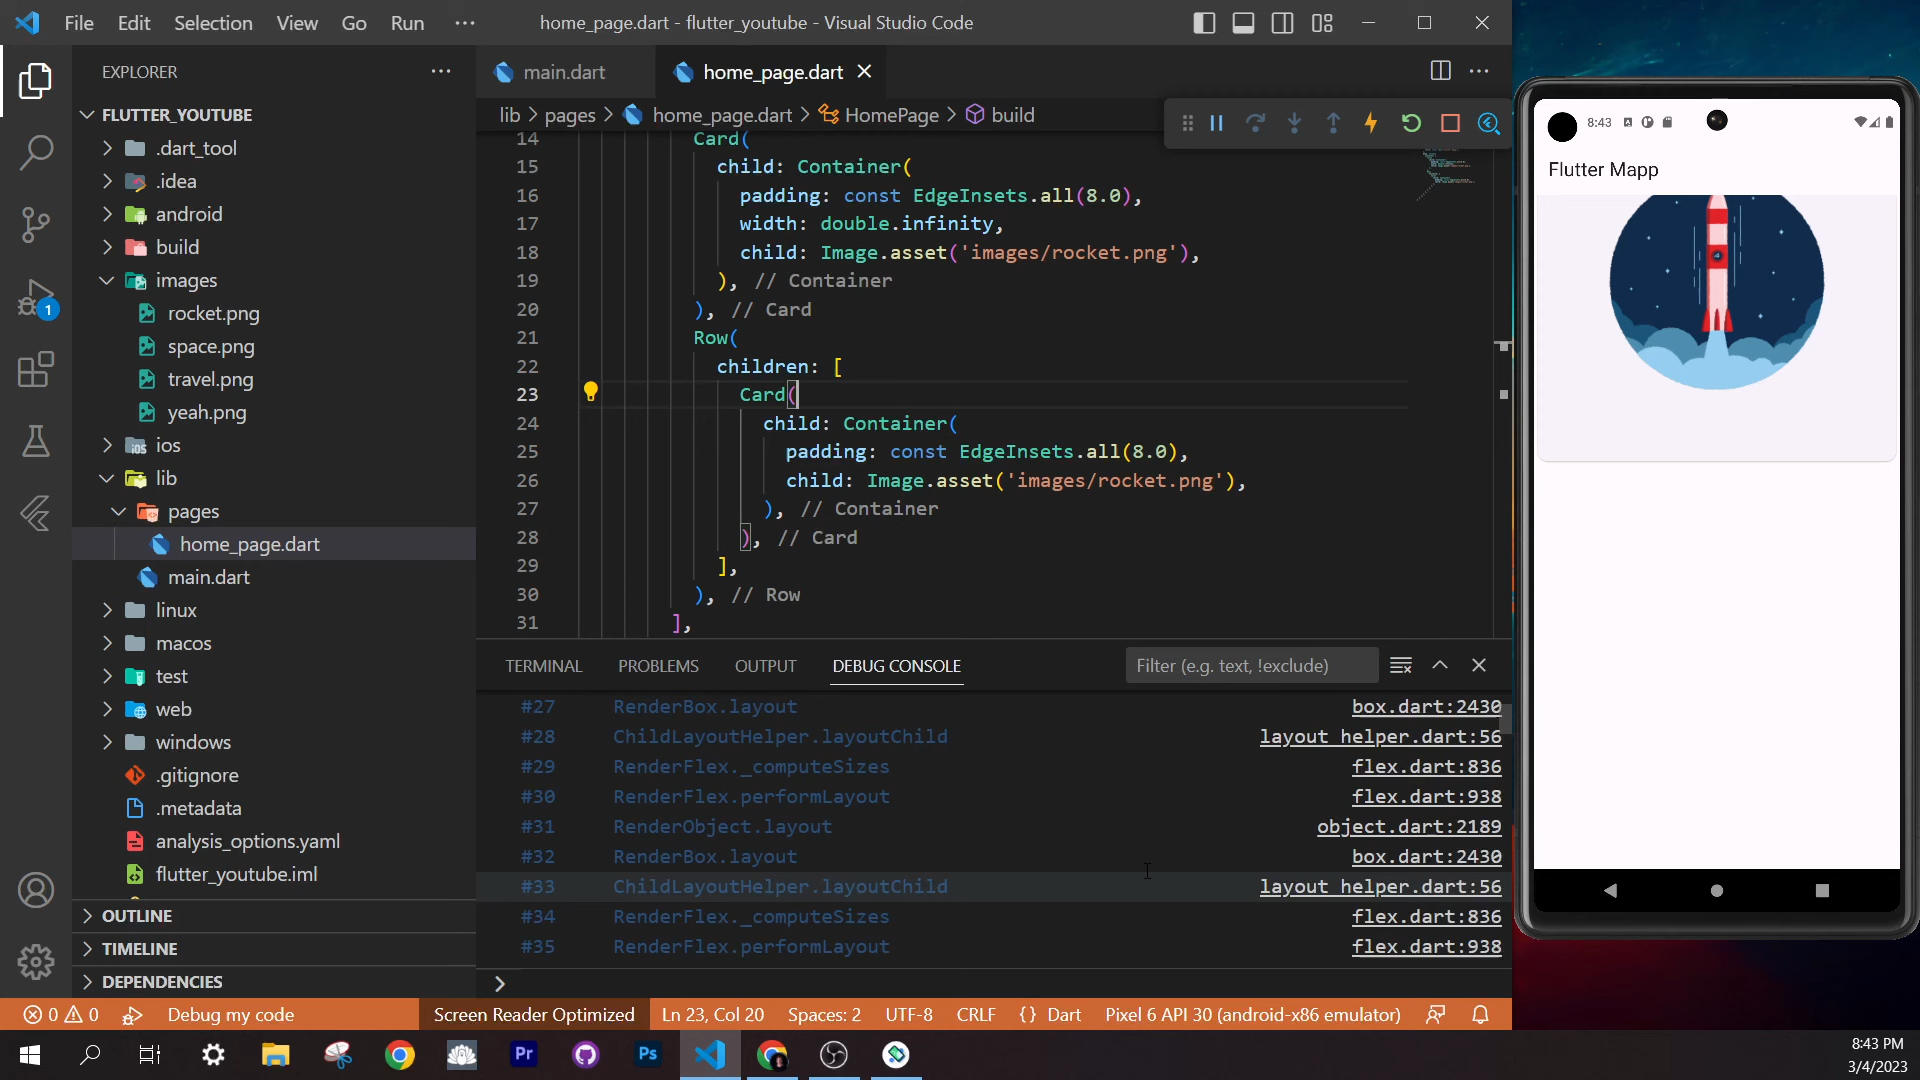 File Edit Selection View Go Run ··· home_page.dart - flutter_youtube - Visual Studio Code
EXPLORER
FLUTTER_YOUTUBE
.dart_tool
.idea
android
build
images
rocket.png
space.png
travel.png
yeah.png
ios
lib
pages
home_page.dart
main.dart
linux
macos
test
web
windows
.gitignore
.metadata
analysis_options.yaml
flutter_youtube.iml
OUTLINE
TIMELINE
DEPENDENCIES
1
main.dart home_page.dart
lib > pages > home_page.dart > HomePage > build
14 Card(
15 child: Container(
16 padding: const EdgeInsets.all(8.0),
17 width: double.infinity,
18 child: Image.asset('images/rocket.png'),
19 ), // Container
20 ), // Card
21 Row(
22 children: [
23 Card(
24 child: Container(
25 padding: const EdgeInsets.all(8.0),
26 child: Image.asset('images/rocket.png'),
27 ), // Container
28 ), // Card
29 ],
30 ), // Row
31 ],
TERMINAL PROBLEMS OUTPUT DEBUG CONSOLE Filter (e.g. text, !exclude)
#27 RenderBox.layout box.dart:2430
#28 ChildLayoutHelper.layoutChild layout_helper.dart:56
#29 RenderFlex._computeSizes flex.dart:836
#30 RenderFlex.performLayout flex.dart:938
#31 RenderObject.layout object.dart:2189
#32 RenderBox.layout box.dart:2430
#33 ChildLayoutHelper.layoutChild layout_helper.dart:56
#34 RenderFlex._computeSizes flex.dart:836
#35 RenderFlex.performLayout flex.dart:938
8:43
Flutter Mapp
0 0 Debug my code Screen Reader Optimized Ln 23, Col 20 Spaces: 2 UTF-8 CRLF {} Dart Pixel 6 API 30 (android-x86 emulator)
Pr Ps
8:43 PM
3/4/2023